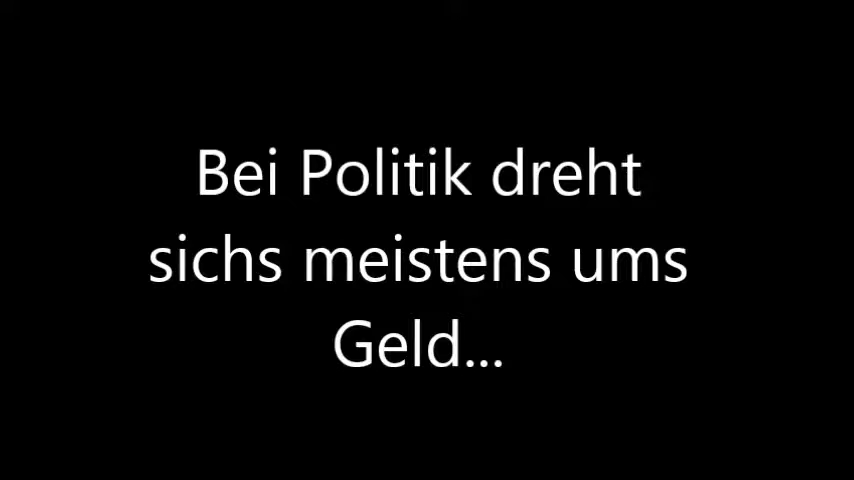 Bei Politik dreht
sichs meistens ums
Geld...